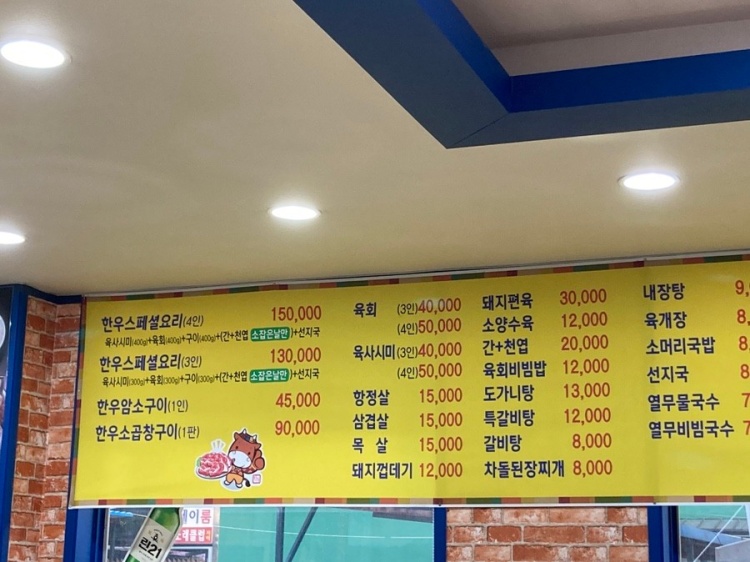 한우스페셜요리(4인) 150,000
육사시미(400g)+육회(400g)+구이(400g)+(간+천엽 소잡은날만)+선지국
한우스페셜요리(3인) 130,000
육사시미(300g)+육회(300g)+구이(300g)+(간+천엽 소잡은날만)+선지국
한우암소구이(1인) 45,000
한우소곱창구이(1판) 90,000
육회 (3인)40,000
(4인)50,000
육사시미(3인)40,000
(4인)50,000
항정살 15,000
삼겹살 15,000
목 살 15,000
돼지껍데기 12,000
돼지편육 30,000
소양수육 12,000
간+천엽 20,000
육회비빔밥 12,000
도가니탕 13,000
특갈비탕 12,000
갈비탕 8,000
차돌된장찌개 8,000
내장탕 9
육개장 8,
소머리국밥 8
선지국 8
열무물국수 7
열무비빔국수 7
린21